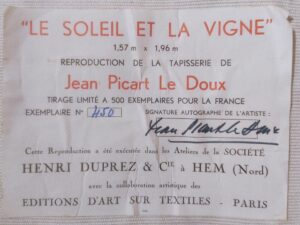 "LE SOLEIL ET LA VIGNE"
1,57 m x 1,96 m
REPRODUCTION DE LA TAPISSERIE DE
Jean Picart Le Doux
TIRAGE LIMITÉ A 500 EXEMPLAIRES POUR LA FRANCE
EXEMPLAIRE Nº 450 SIGNATURE AUTOGRAPHE DE L'ARTISTE :
Jean Picart le Doux
Cette Reproduction a été exécutée dans les Ateliers de la SOCIÉTÉ
HENRI DUPREZ & Cie à HEM (Nord)
avec la collaboration artistique des
EDITIONS D'ART SUR TEXTILES - PARIS